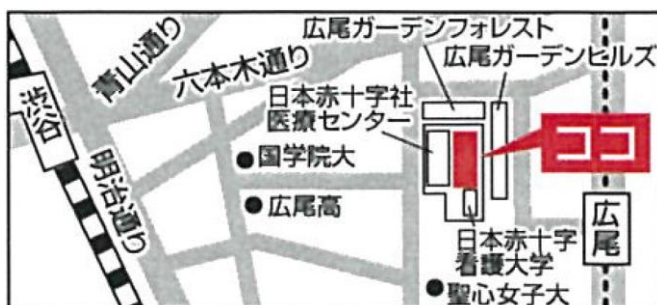 広尾ガーデンフォレスト
広尾ガーデンヒルズ
青山通り
六本木通り
渋谷
明治通り
日本赤十字社
医療センター
国学院大
広尾高
ココ
広尾
日本赤十字
看護大学
聖心女子大